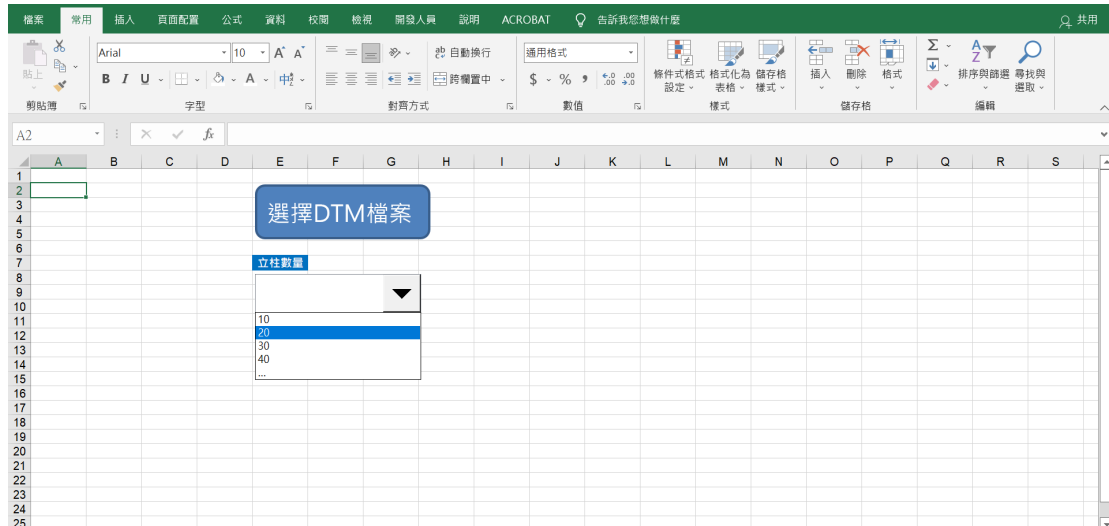 檔案 常用 插入 頁面配置 公式 資料 校閱 檢視 開發人員 說明 ACROBAT 告訴我您想做什麼 共用
貼上
Arial 10 A A
B I U A 中
ab 自動換行
跨欄置中
通用格式
$ % , .0 .00 .00 .0
條件式格式設定 格式化為表格 儲存格樣式
插入 刪除 格式
Σ
A Z
排序與篩選 尋找與選取
剪貼簿 字型 對齊方式 數值 樣式 儲存格 編輯
A2 fx
A B C D E F G H I J K L M N O P Q R S
1
2
3
選擇DTM檔案
4
5
6
7 立柱數量
8
9
10
11 10
12 20
13 30
14 40
15 ...
16
17
18
19
20
21
22
23
24
25